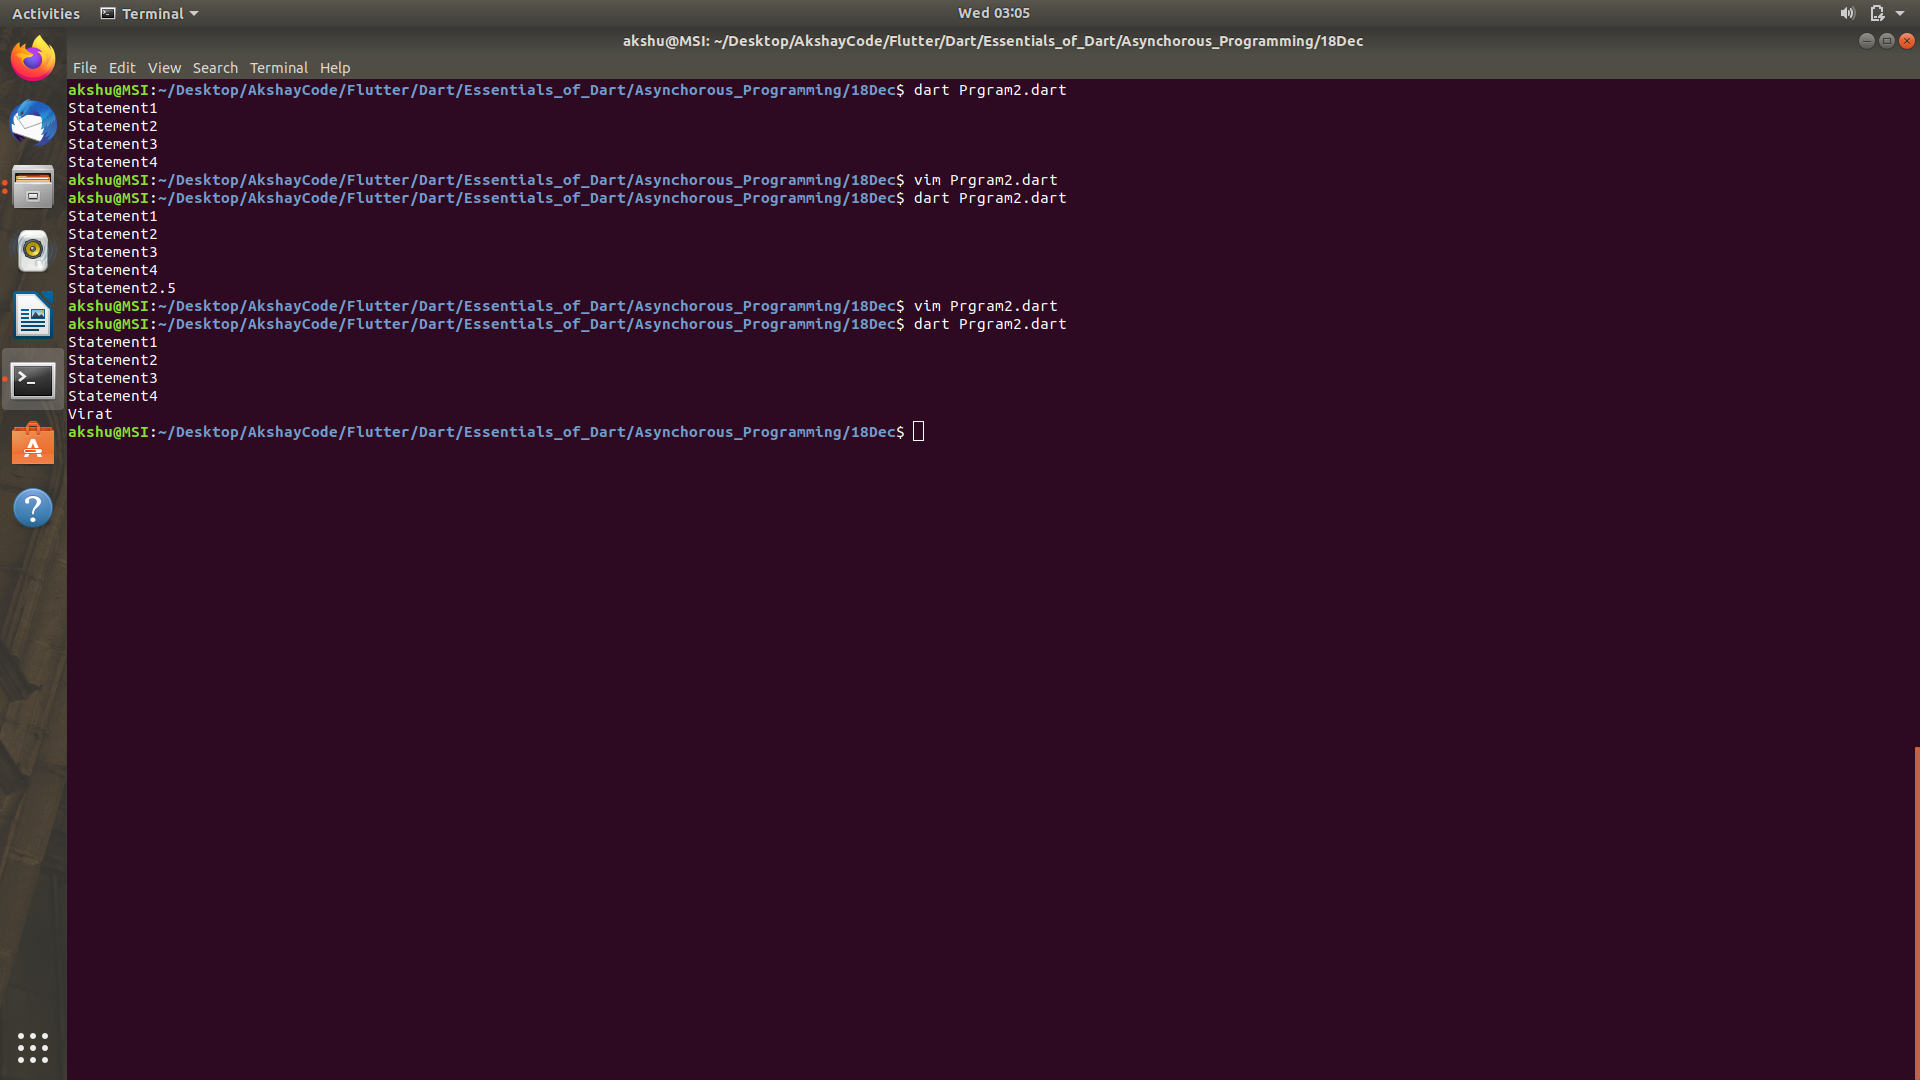 Activities Terminal Wed 03:05
akshu@MSI: ~/Desktop/AkshayCode/Flutter/Dart/Essentials_of_Dart/Asynchorous_Programming/18Dec
File Edit View Search Terminal Help
akshu@MSI:~/Desktop/AkshayCode/Flutter/Dart/Essentials_of_Dart/Asynchorous_Programming/18Dec$ dart Prgram2.dart
Statement1
Statement2
Statement3
Statement4
akshu@MSI:~/Desktop/AkshayCode/Flutter/Dart/Essentials_of_Dart/Asynchorous_Programming/18Dec$ vim Prgram2.dart
akshu@MSI:~/Desktop/AkshayCode/Flutter/Dart/Essentials_of_Dart/Asynchorous_Programming/18Dec$ dart Prgram2.dart
Statement1
Statement2
Statement3
Statement4
Statement2.5
akshu@MSI:~/Desktop/AkshayCode/Flutter/Dart/Essentials_of_Dart/Asynchorous_Programming/18Dec$ vim Prgram2.dart
akshu@MSI:~/Desktop/AkshayCode/Flutter/Dart/Essentials_of_Dart/Asynchorous_Programming/18Dec$ dart Prgram2.dart
Statement1
Statement2
Statement3
Statement4
Virat
akshu@MSI:~/Desktop/AkshayCode/Flutter/Dart/Essentials_of_Dart/Asynchorous_Programming/18Dec$